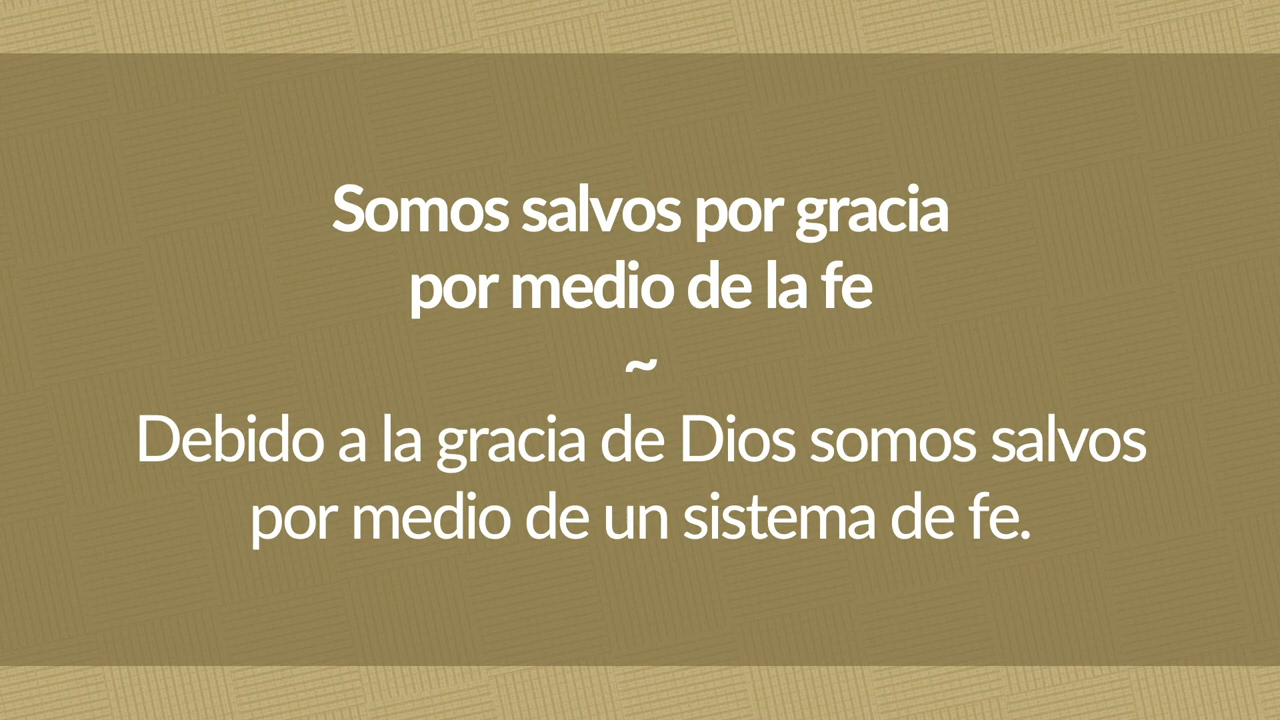 Somos salvos por gracia
por medio de la fe
~
Debido a la gracia de Dios somos salvos
por medio de un sistema de fe.